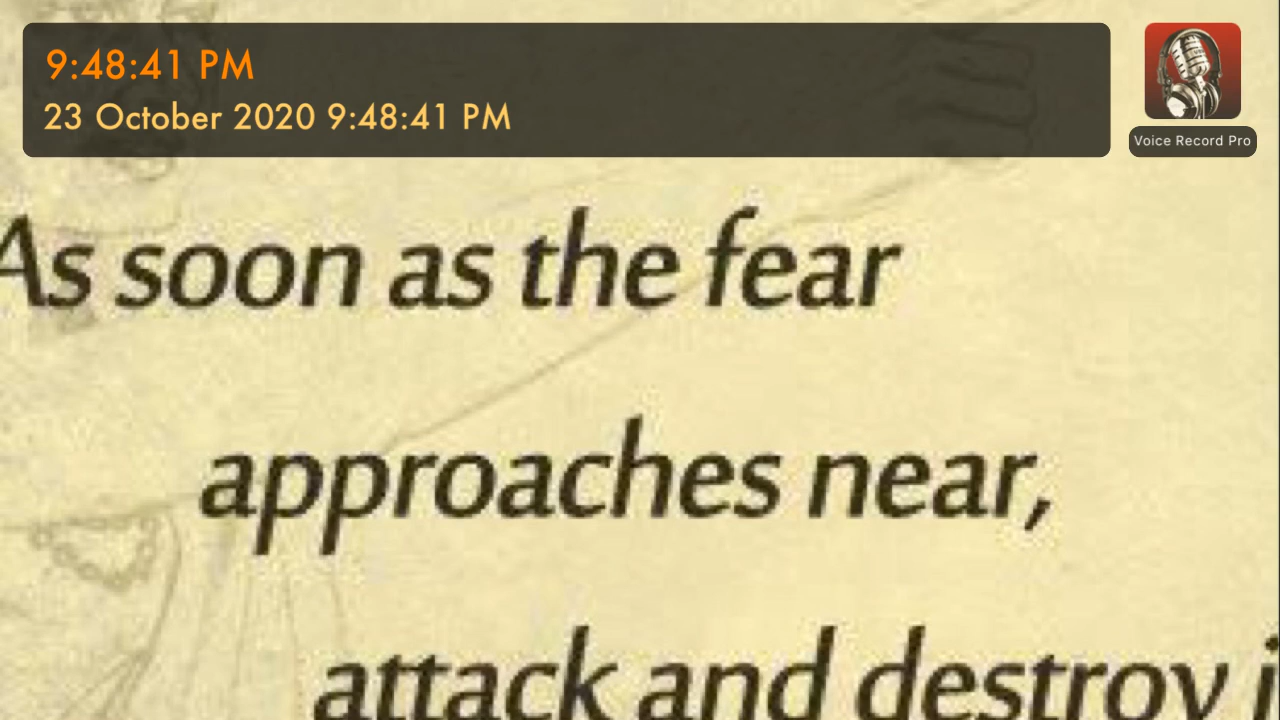 9:48:41 PM
23 October 2020 9:48:41 PM
Voice Record Pro
As soon as the fear
approaches near,
attack and destroy